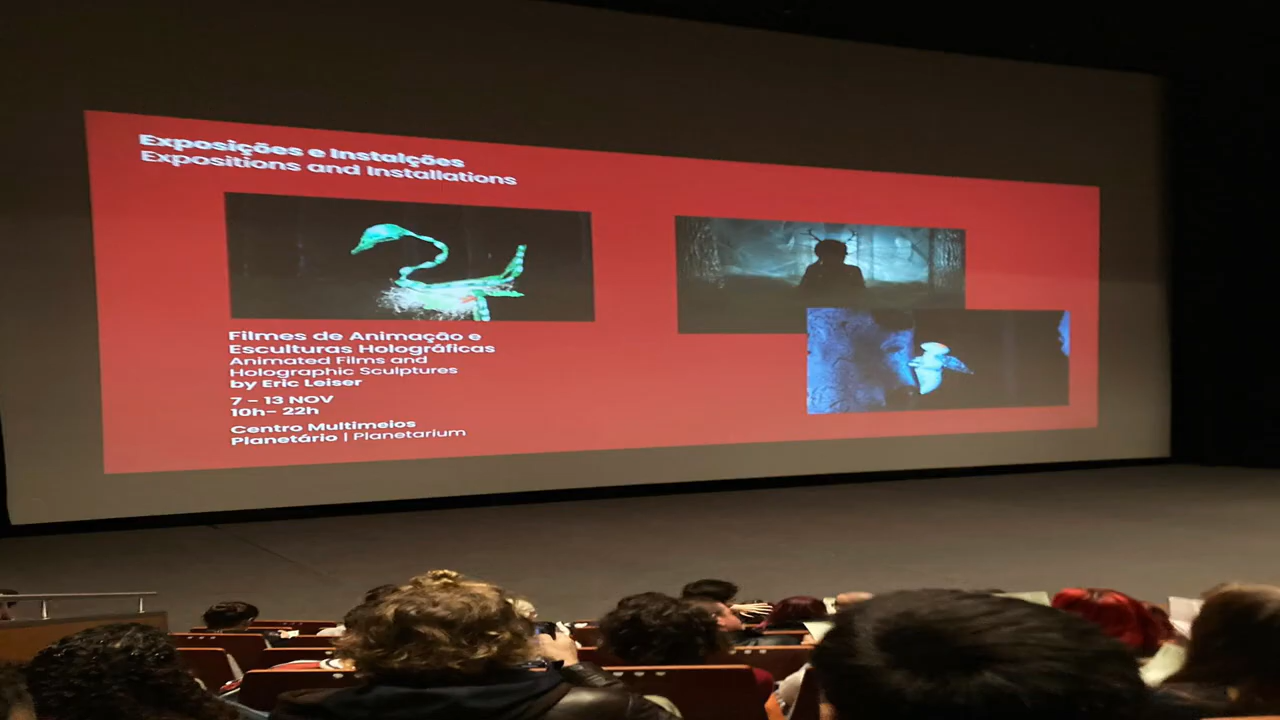 Exposições e Instalções
Expositions and Installations
Filmes de Animação e
Esculturas Holográficas
Animated Films and
Holographic Sculptures
by Eric Leiser
7 – 13 NOV
10h– 22h
Centro Multimeios
Planetário | Planetarium